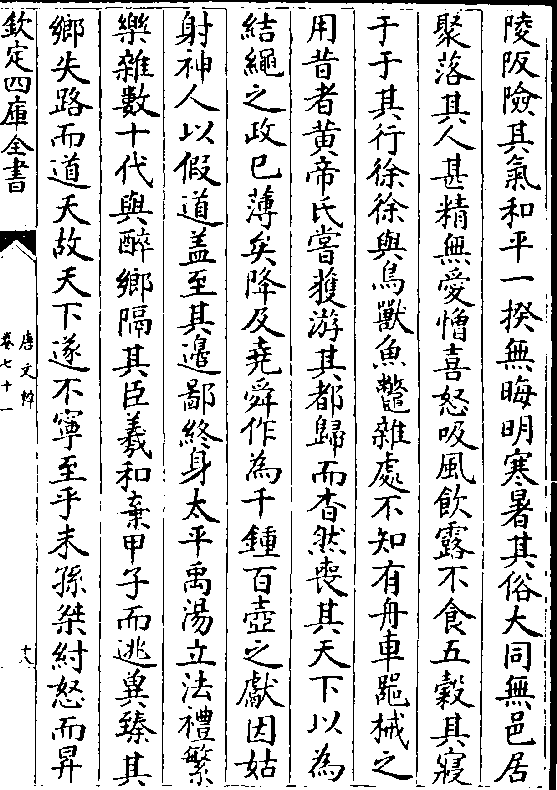 陵阪險其氣和平一揆無晦明寒暑其俗大同無邑居
聚落其人甚精無愛憎喜怒吸風飲露不食五穀其寢
于于其行徐徐與鳥獸魚鼈雜處不知有舟車噐械之
用昔者黄帝氏嘗獲游其都歸而杳然喪其天下以為
結繩之政已薄矣降及堯舜作為千鍾百壺之獻因姑
射神人以假道盖至其邉鄙終身太平禹湯立法禮繁
樂雜數十代與醉鄉隔其臣羲和棄甲子而逃冀臻其
鄉失路而道夭故天下遂不寧至乎末孫桀紂怒而昇
欽定四庫全書
唐文粹
卷七十一
十八